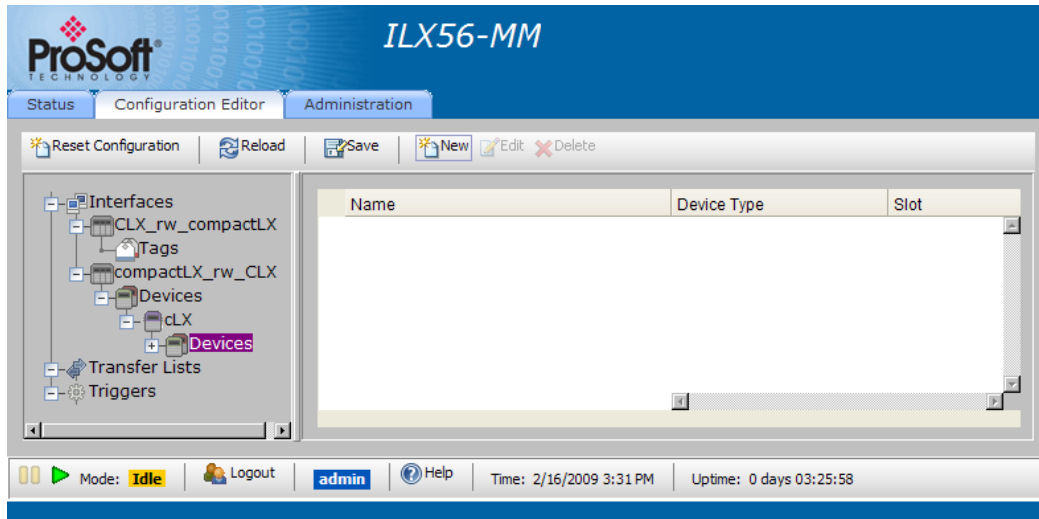 ProSoft®
TECHNOLOGY
ILX56-MM
Status Configuration Editor Administration
Reset Configuration Reload Save New Edit Delete
Interfaces
CLX_rw_compactLX
Tags
compactLX_rw_CLX
Devices
cLX
Devices
Transfer Lists
Triggers
Name Device Type Slot
Mode: Idle Logout admin Help Time: 2/16/2009 3:31 PM Uptime: 0 days 03:25:58